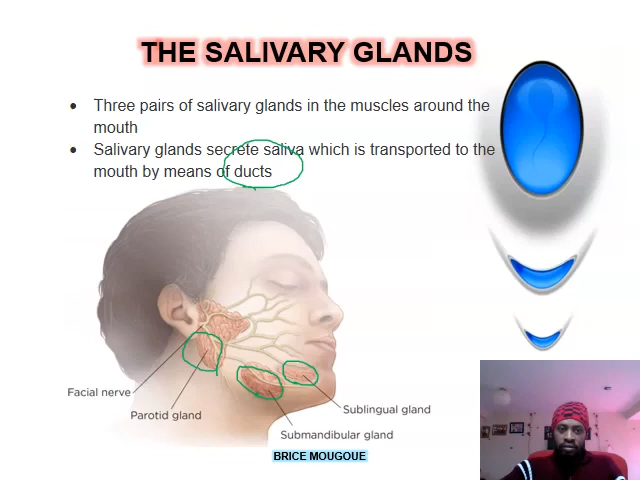 THE SALIVARY GLANDS
• Three pairs of salivary glands in the muscles around the
mouth
• Salivary glands secrete saliva which is transported to the
mouth by means of ducts
Facial nerve
Parotid gland
Sublingual gland
Submandibular gland
BRICE MOUGOUE